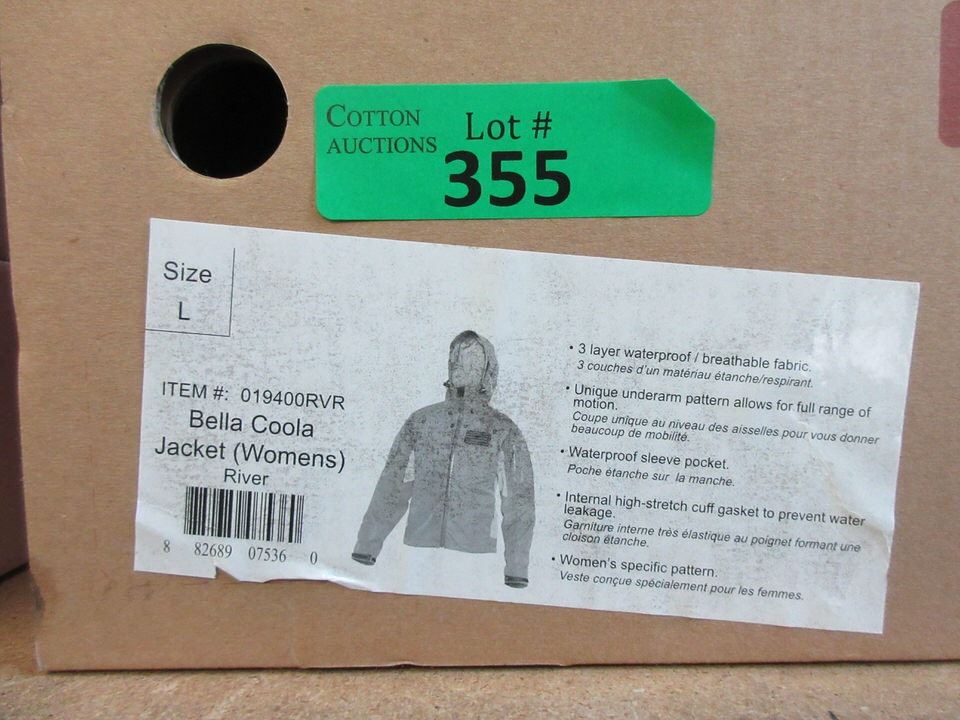 COTTON
AUCTIONS
Lot #
355
Size
L
ITEM #: 019400RVR
Bella Coola
Jacket (Womens)
River
8 82689 07536 0
• 3 layer waterproof / breathable fabric.
3 couches d'un matériau étanche/respirant.
• Unique underarm pattern allows for full range of
motion.
Coupe unique au niveau des aisselles pour vous donner
beaucoup de mobilité.
• Waterproof sleeve pocket.
Poche étanche sur la manche.
• Internal high-stretch cuff gasket to prevent water
leakage.
Garniture interne très élastique au poignet formant une
cloison étanche.
• Women's specific pattern.
Veste conçue spécialement pour les femmes.